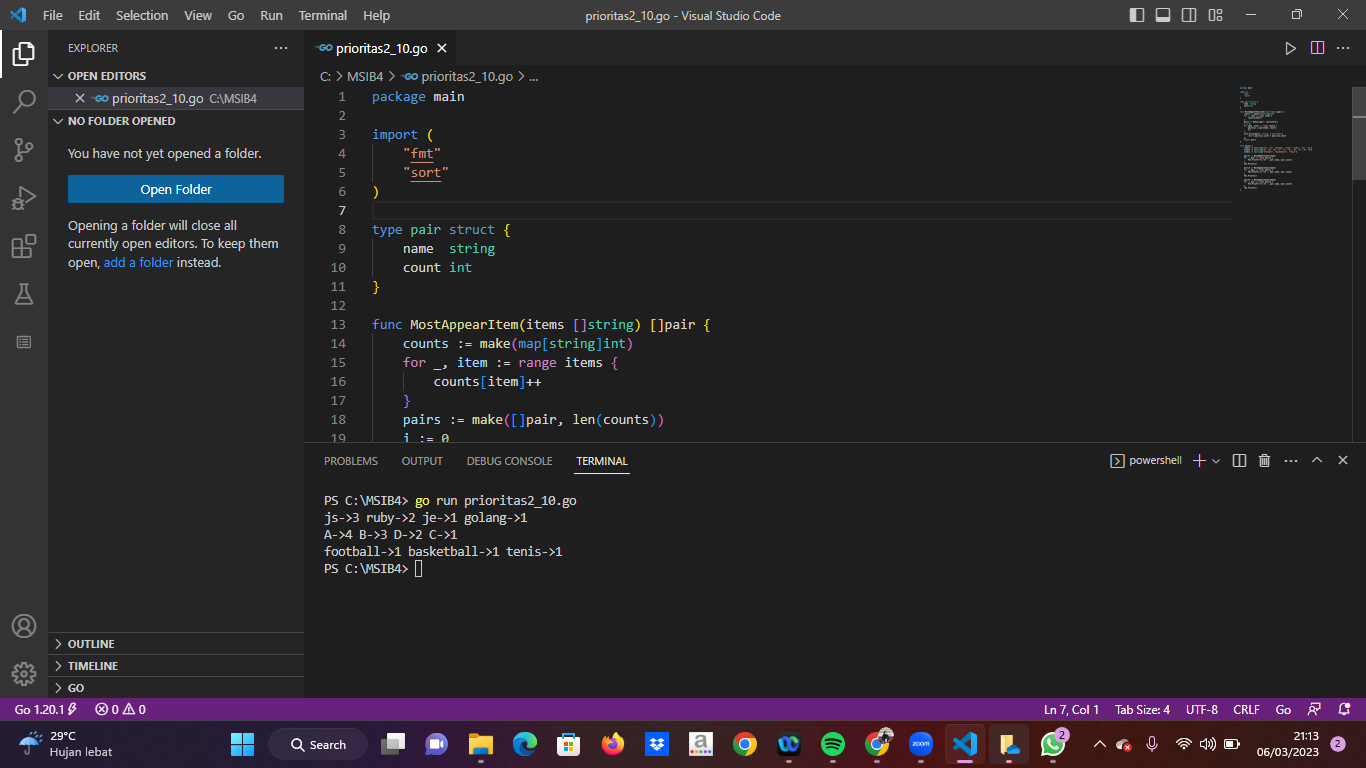 File Edit Selection View Go Run Terminal Help prioritas2_10.go - Visual Studio Code
EXPLORER
OPEN EDITORS
GO prioritas2_10.go C:\MSIB4
NO FOLDER OPENED
You have not yet opened a folder.
Open Folder
Opening a folder will close all
currently open editors. To keep them
open, add a folder instead.
OUTLINE
TIMELINE
GO
GO prioritas2_10.go
C: > MSIB4 > GO prioritas2_10.go > ...
1 package main
2
3 import (
4 "fmt"
5 "sort"
6 )
7
8 type pair struct {
9 name string
10 count int
11 }
12
13 func MostAppearItem(items []string) []pair {
14 counts := make(map[string]int)
15 for _, item := range items {
16 counts[item]++
17 }
18 pairs := make([]pair, len(counts))
19 i := 0
PROBLEMS OUTPUT DEBUG CONSOLE TERMINAL powershell
PS C:\MSIB4> go run prioritas2_10.go
js->3 ruby->2 je->1 golang->1
A->4 B->3 D->2 C->1
football->1 basketball->1 tenis->1
PS C:\MSIB4>
Go 1.20.1 0 0 Ln 7, Col 1 Tab Size: 4 UTF-8 CRLF Go
29°C
Hujan lebat
Search
a
zoom
2
21:13
06/03/2023
2